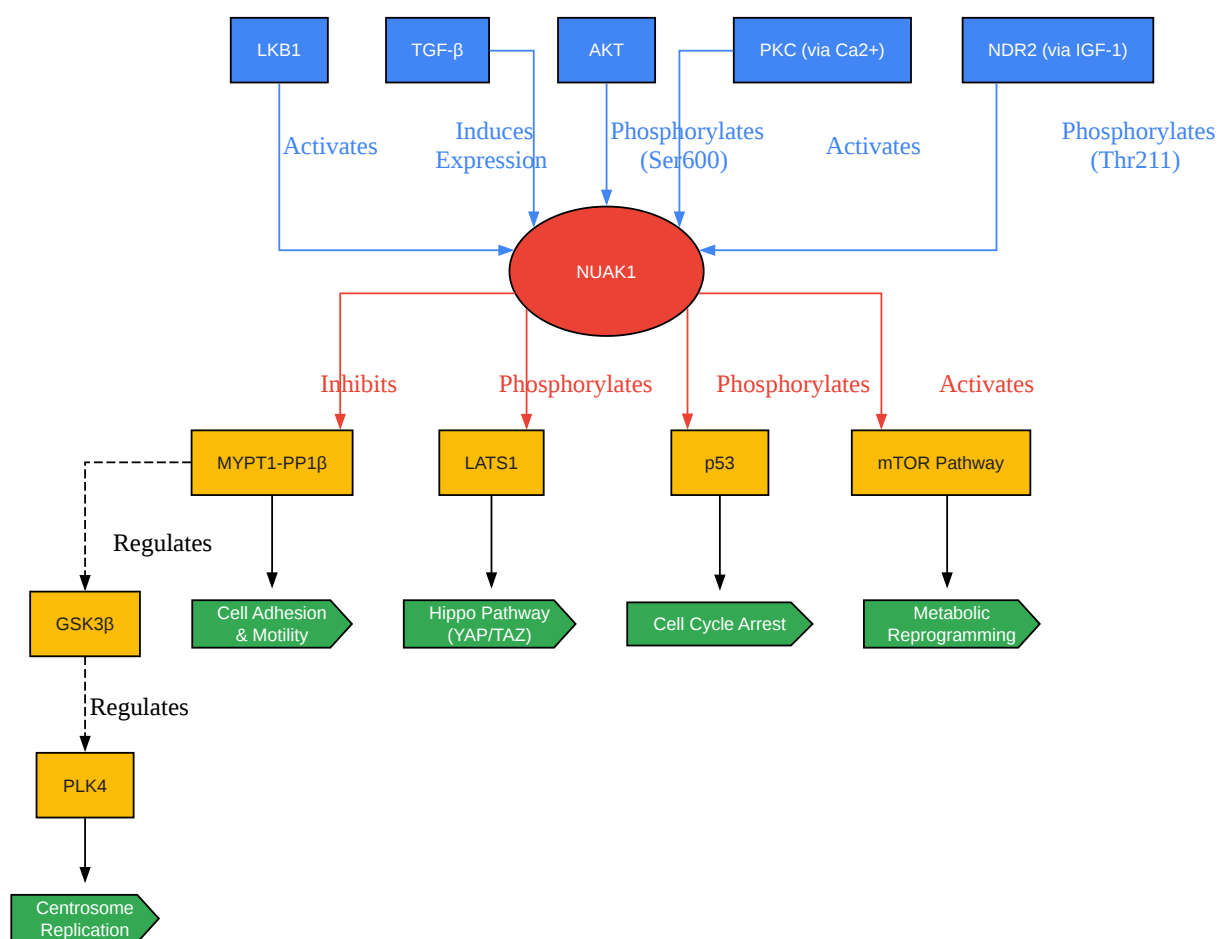 LKB1
TGF-β
AKT
PKC (via Ca2+)
NDR2 (via IGF-1)
Activates
Induces
Expression
Phosphorylates
(Ser600)
Activates
Phosphorylates
(Thr211)
NUAK1
Inhibits
Phosphorylates
Phosphorylates
Activates
MYPT1-PP1β
LATS1
p53
mTOR Pathway
Regulates
GSK3β
Cell Adhesion
& Motility
Hippo Pathway
(YAP/TAZ)
Cell Cycle Arrest
Metabolic
Reprogramming
Regulates
PLK4
Centrosome
Replication